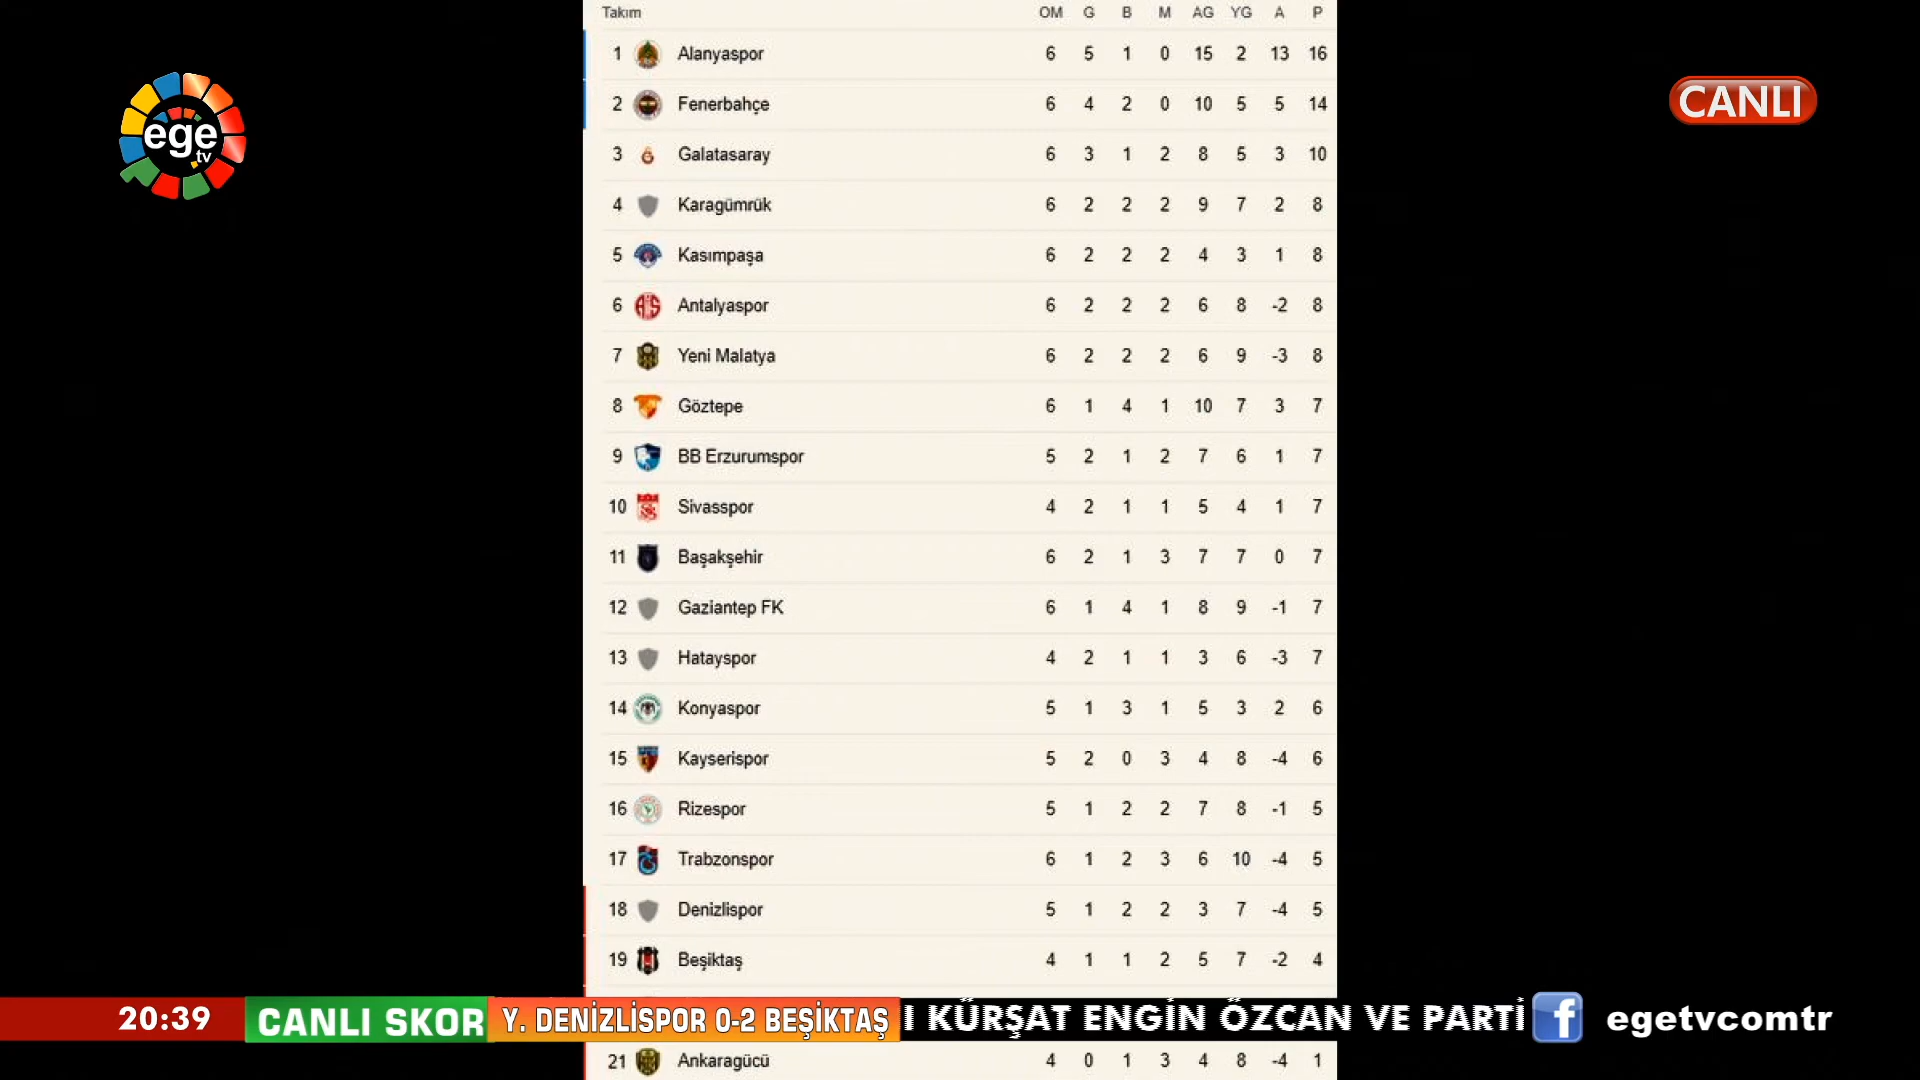 Takım OM G B M AG YG A P
1 Alanyaspor 6 5 1 0 15 2 13 16
2 Fenerbahçe 6 4 2 0 10 5 5 14
3 Galatasaray 6 3 1 2 8 5 3 10
4 Karagümrük 6 2 2 2 9 7 2 8
5 Kasımpaşa 6 2 2 2 4 3 1 8
6 Antalyaspor 6 2 2 2 6 8 -2 8
7 Yeni Malatya 6 2 2 2 6 9 -3 8
8 Göztepe 6 1 4 1 10 7 3 7
9 BB Erzurumspor 5 2 1 2 7 6 1 7
10 Sivasspor 4 2 1 1 5 4 1 7
11 Başakşehir 6 2 1 3 7 7 0 7
12 Gaziantep FK 6 1 4 1 8 9 -1 7
13 Hatayspor 4 2 1 1 3 6 -3 7
14 Konyaspor 5 1 3 1 5 3 2 6
15 Kayserispor 5 2 0 3 4 8 -4 6
16 Rizespor 5 1 2 2 7 8 -1 5
17 Trabzonspor 6 1 2 3 6 10 -4 5
18 Denizlispor 5 1 2 2 3 7 -4 5
19 Beşiktaş 4 1 1 2 5 7 -2 4
21 Ankaragücü 4 0 1 3 4 8 -4 1
ege
tv
CANLI
20:39 CANLI SKOR Y. DENİZLİSPOR 0-2 BEŞİKTAŞ I KÜRŞAT ENGİN ÖZCAN VE PARTİ f egetvcomtr